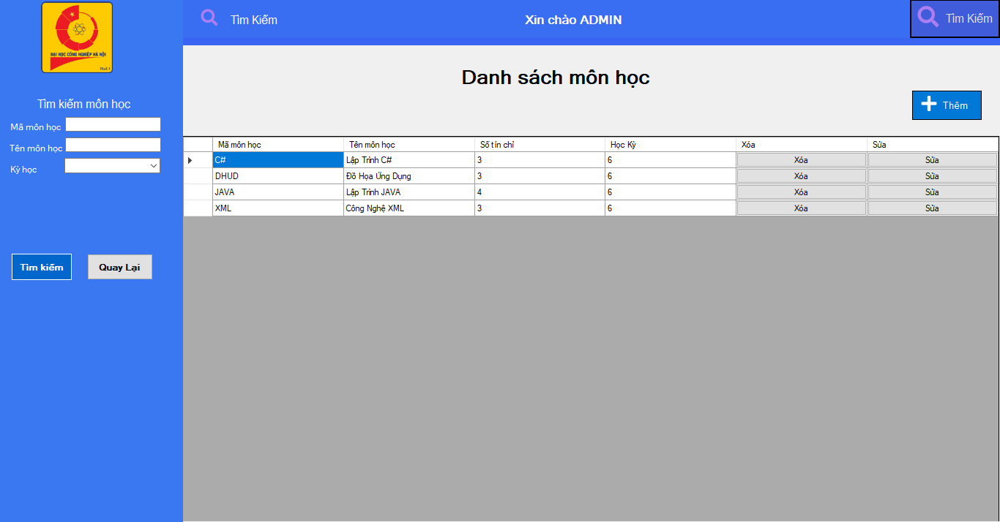 ĐẠI HỌC CÔNG NGHIỆP HÀ NỘI
HaUI
Tìm kiếm môn học
Mã môn học
Tên môn học
Kỳ học
Tìm kiếm Quay Lại
Tìm Kiếm Xin chào ADMIN Tìm Kiếm
Danh sách môn học
Thêm
Mã môn học Tên môn học Số tín chỉ Học Kỳ Xóa Sửa
C# Lập Trình C# 3 6 Xóa Sửa
DHUD Đồ Họa Ứng Dụng 3 6 Xóa Sửa
JAVA Lập Trình JAVA 4 6 Xóa Sửa
XML Công Nghệ XML 3 6 Xóa Sửa